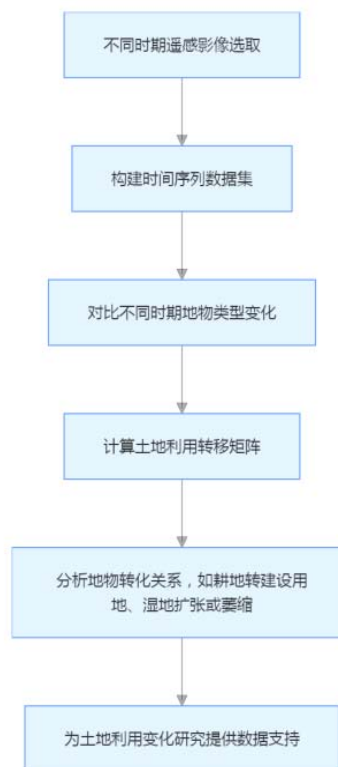 不同时期遥感影像选取
构建时间序列数据集
对比不同时期地物类型变化
计算土地利用转移矩阵
分析地物转化关系，如耕地转建设用
地、湿地扩张或萎缩
为土地利用变化研究提供数据支持